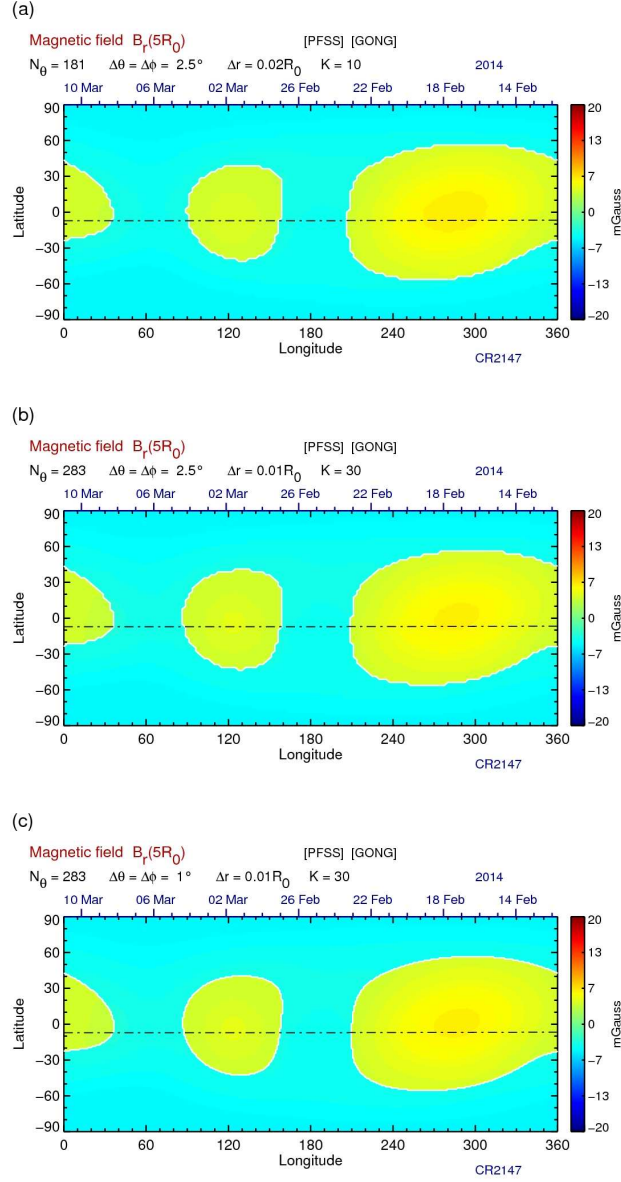 (a)
Magnetic field B_r(5R_0) [PFSS] [GONG]
N_θ = 181 Δθ = Δϕ = 2.5° Δr = 0.02R_0 K = 10 2014
10 Mar 06 Mar 02 Mar 26 Feb 22 Feb 18 Feb 14 Feb
90
60
30
0
−30
−60
−90
Latitude
0 60 120 180 240 300 360
Longitude
CR2147
20
13
7
0
−7
−13
−20
mGauss
(b)
Magnetic field B_r(5R_0) [PFSS] [GONG]
N_θ = 283 Δθ = Δϕ = 2.5° Δr = 0.01R_0 K = 30 2014
10 Mar 06 Mar 02 Mar 26 Feb 22 Feb 18 Feb 14 Feb
90
60
30
0
−30
−60
−90
Latitude
0 60 120 180 240 300 360
Longitude
CR2147
20
13
7
0
−7
−13
−20
mGauss
(c)
Magnetic field B_r(5R_0) [PFSS] [GONG]
N_θ = 283 Δθ = Δϕ = 1° Δr = 0.01R_0 K = 30 2014
10 Mar 06 Mar 02 Mar 26 Feb 22 Feb 18 Feb 14 Feb
90
60
30
0
−30
−60
−90
Latitude
0 60 120 180 240 300 360
Longitude
CR2147
20
13
7
0
−7
−13
−20
mGauss